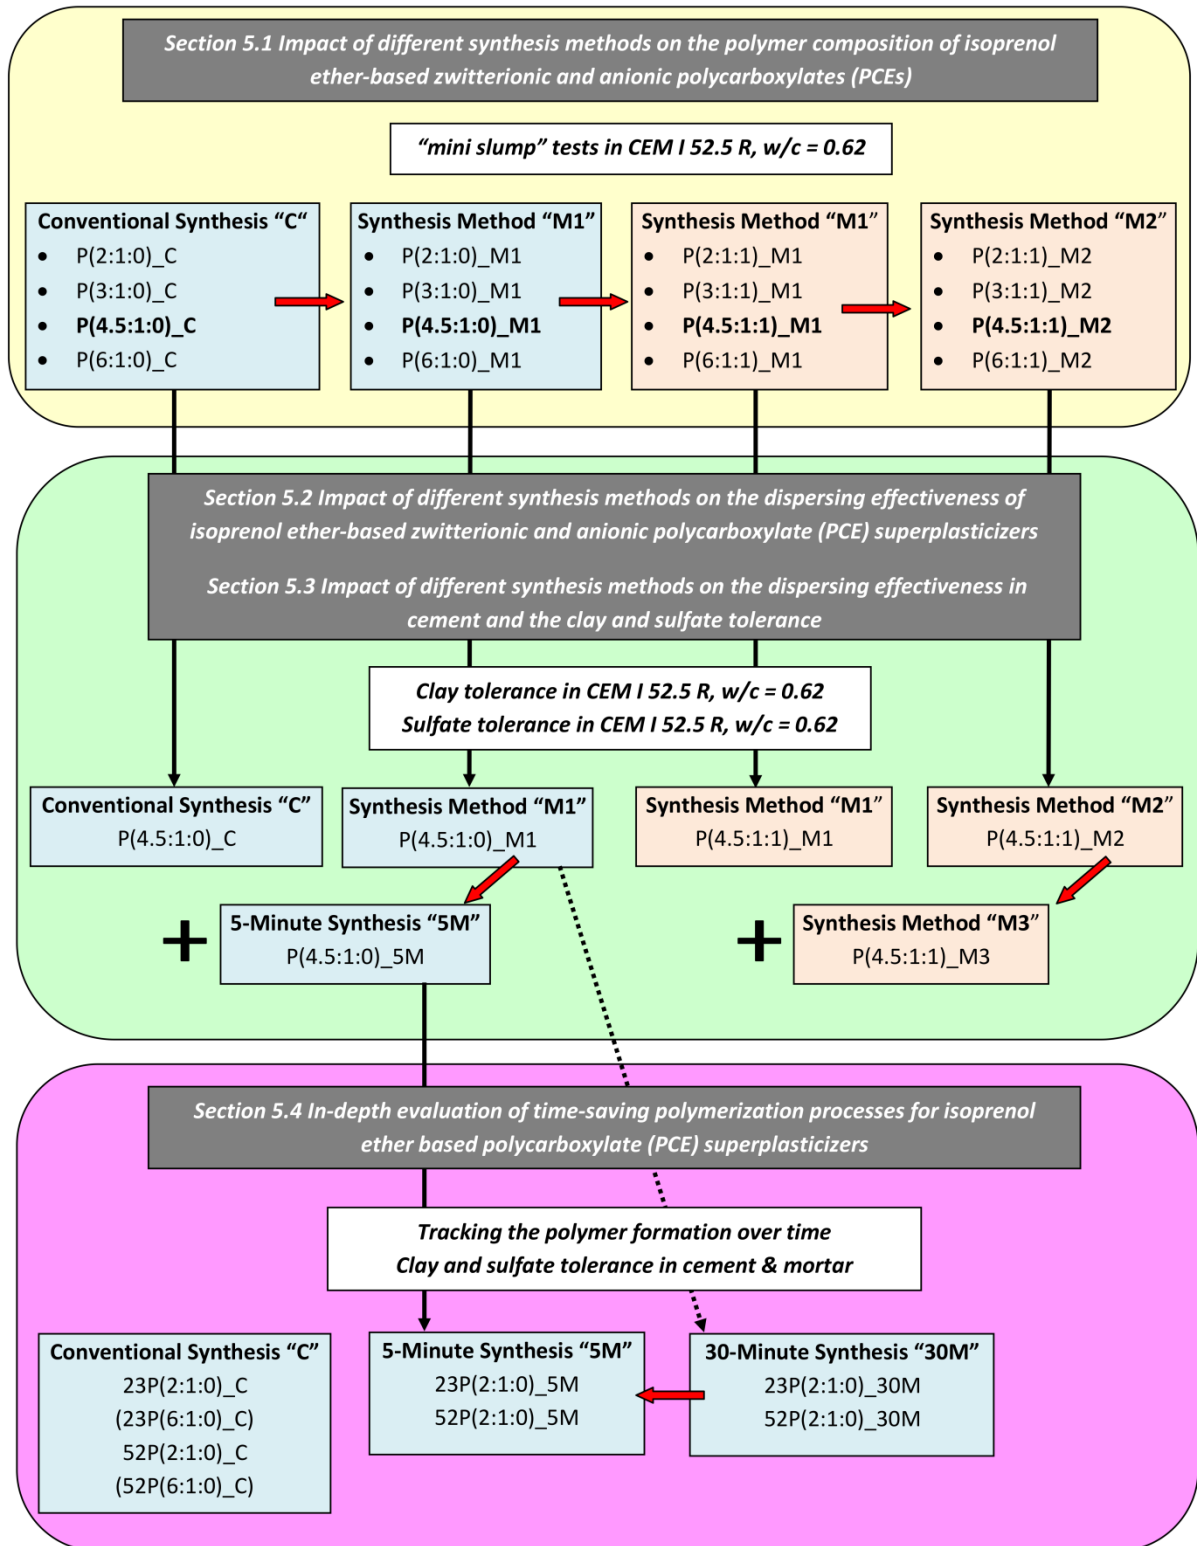 Section 5.1 Impact of different synthesis methods on the polymer composition of isoprenol
ether-based zwitterionic and anionic polycarboxylates (PCEs)
“mini slump” tests in CEM I 52.5 R, w/c = 0.62
Conventional Synthesis “C“
• P(2:1:0)_C
• P(3:1:0)_C
• P(4.5:1:0)_C
• P(6:1:0)_C
Synthesis Method “M1”
• P(2:1:0)_M1
• P(3:1:0)_M1
• P(4.5:1:0)_M1
• P(6:1:0)_M1
Synthesis Method “M1”
• P(2:1:1)_M1
• P(3:1:1)_M1
• P(4.5:1:1)_M1
• P(6:1:1)_M1
Synthesis Method “M2”
• P(2:1:1)_M2
• P(3:1:1)_M2
• P(4.5:1:1)_M2
• P(6:1:1)_M2
Section 5.2 Impact of different synthesis methods on the dispersing effectiveness of
isoprenol ether-based zwitterionic and anionic polycarboxylate (PCE) superplasticizers
Section 5.3 Impact of different synthesis methods on the dispersing effectiveness in
cement and the clay and sulfate tolerance
Clay tolerance in CEM I 52.5 R, w/c = 0.62
Sulfate tolerance in CEM I 52.5 R, w/c = 0.62
Conventional Synthesis “C”
P(4.5:1:0)_C
Synthesis Method “M1”
P(4.5:1:0)_M1
Synthesis Method “M1”
P(4.5:1:1)_M1
Synthesis Method “M2”
P(4.5:1:1)_M2
+
5-Minute Synthesis “5M”
P(4.5:1:0)_5M
+
Synthesis Method “M3”
P(4.5:1:1)_M3
Section 5.4 In-depth evaluation of time-saving polymerization processes for isoprenol
ether based polycarboxylate (PCE) superplasticizers
Tracking the polymer formation over time
Clay and sulfate tolerance in cement & mortar
Conventional Synthesis “C”
23P(2:1:0)_C
(23P(6:1:0)_C)
52P(2:1:0)_C
(52P(6:1:0)_C)
5-Minute Synthesis “5M”
23P(2:1:0)_5M
52P(2:1:0)_5M
30-Minute Synthesis “30M”
23P(2:1:0)_30M
52P(2:1:0)_30M